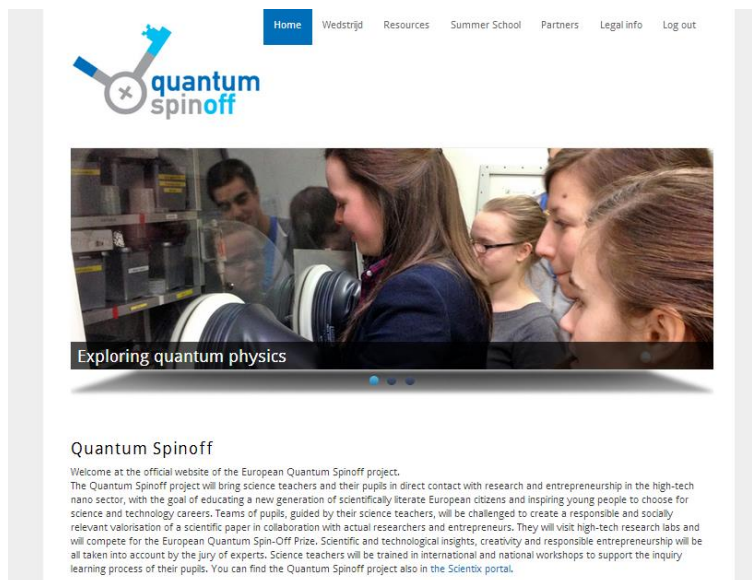 Home Wedstrijd Resources Summer School Partners Legal info Log out
quantum
spinoff
Exploring quantum physics
Quantum Spinoff
Welcome at the official website of the European Quantum Spinoff project.
The Quantum Spinoff project will bring science teachers and their pupils in direct contact with research and entrepreneurship in the high-tech
nano sector, with the goal of educating a new generation of scientifically literate European citizens and inspiring young people to choose for
science and technology careers. Teams of pupils, guided by their science teachers, will be challenged to create a responsible and socially
relevant valorisation of a scientific paper in collaboration with actual researchers and entrepreneurs. They will visit high-tech research labs and
will compete for the European Quantum Spin-Off Prize. Scientific and technological insights, creativity and responsible entrepreneurship will be
all taken into account by the jury of experts. Science teachers will be trained in international and national workshops to support the inquiry
learning process of their pupils. You can find the Quantum Spinoff project also in the Scientix portal.